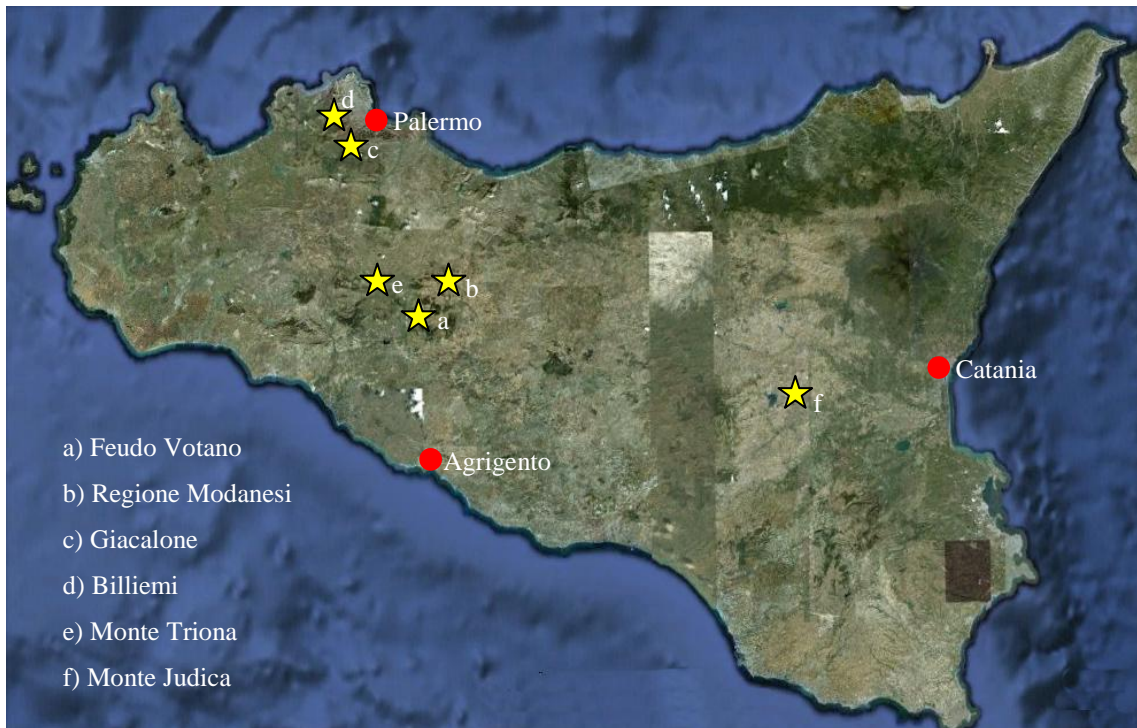 d
Palermo
c
e
b
a
Catania
f
Agrigento
a) Feudo Votano
b) Regione Modanesi
c) Giacalone
d) Billiemi
e) Monte Triona
f) Monte Judica